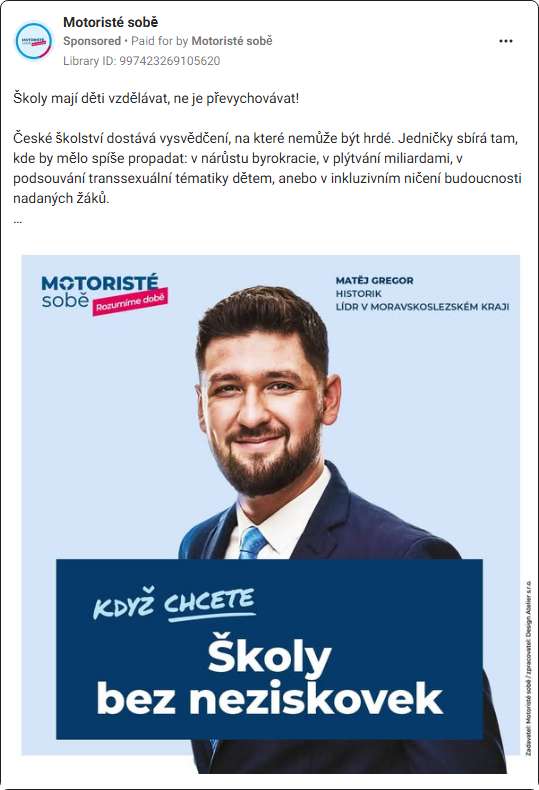 Motoristé sobě
Sponsored • Paid for by Motoristé sobě
Library ID: 997423269105620
Školy mají děti vzdělávat, ne je převychovávat!
České školství dostává vysvědčení, na které nemůže být hrdé. Jedničky sbírá tam,
kde by mělo spíše propadat: v nárůstu byrokracie, v plýtvání miliardami, v
podsouvání transsexuální tématiky dětem, anebo v inkluzivním ničení budoucnosti
nadaných žáků.
...
MOTORISTÉ
sobě
Rozumíme době
MATĚJ GREGOR
HISTORIK
LÍDR V MORAVSKOSLEZSKÉM KRAJI
KDYŽ CHCETE
Školy
bez neziskovek
Zadavatel: Motoristé sobě / zpracovatel: Design Atelier s.r.o.